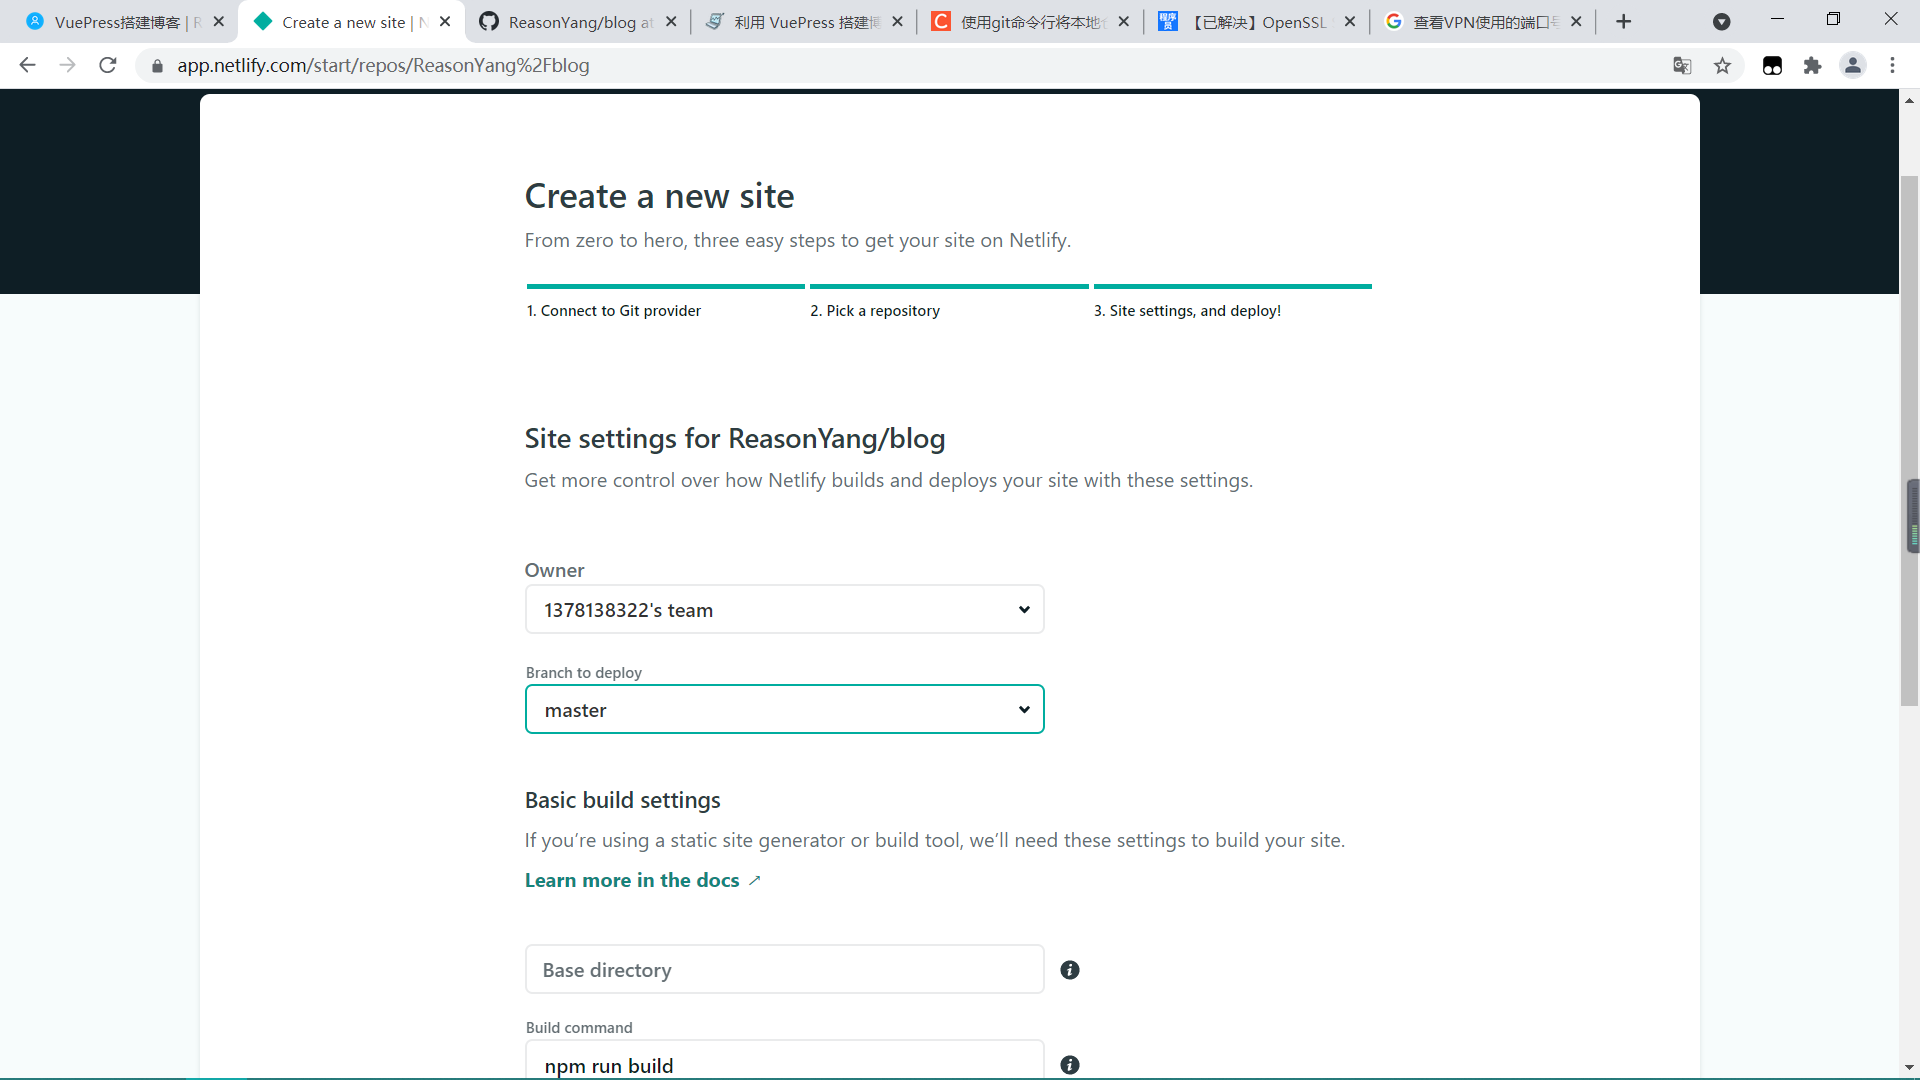 VuePress搭建博客 | R
Create a new site | N
ReasonYang/blog at
利用 VuePress 搭建博
使用git命令行将本地仓
程序员
【已解决】OpenSSL
查看VPN使用的端口号
app.netlify.com/start/repos/ReasonYang%2Fblog
Create a new site
From zero to hero, three easy steps to get your site on Netlify.
1. Connect to Git provider
2. Pick a repository
3. Site settings, and deploy!
Site settings for ReasonYang/blog
Get more control over how Netlify builds and deploys your site with these settings.
Owner
1378138322's team
Branch to deploy
master
Basic build settings
If you’re using a static site generator or build tool, we’ll need these settings to build your site.
Learn more in the docs ↗
Base directory
Build command
npm run build